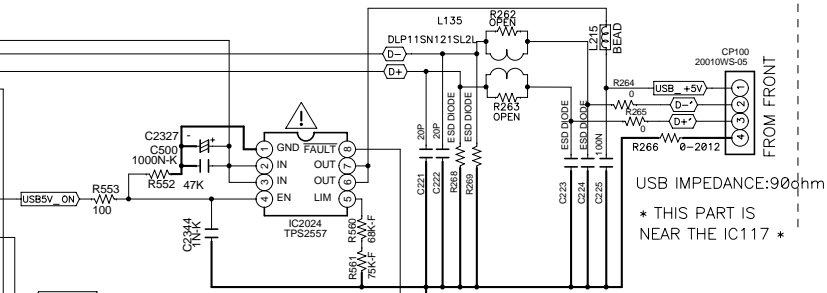 L135
R262
OPEN
DLP11SN121SL2L
D-
D+
R263
OPEN
L215
BEAD
CP100
20010WS-05
R264
0
USB_+5V
1
D-'
2
R265
0
D+'
3
4
R266
0-2012
FROM FRONT
C2327
- +
C500
1000N-K
R552
47K
USB5V_ON
R553
100
C2344
1N-K
1 GND FAULT 8
2 IN OUT 7
3 IN OUT 6
4 EN LIM 5
IC2024
TPS2557
R560
68K-F
R561
75K-F
20P
C221
20P
C222
ESD DIODE
R268
ESD DIODE
R269
ESD DIODE
C223
ESD DIODE
C224
100N
C225
USB IMPEDANCE:90ohm
* THIS PART IS
NEAR THE IC117 *